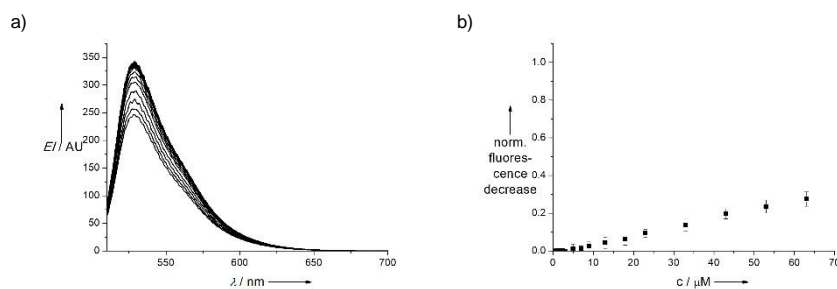 a)
350
300
250
200
150
100
50
0
EI / AU
550
600
650
700
λ / nm
b)
1.0
0.8
0.6
0.4
0.2
0.0
norm.
fluores-
cence
decrease
0
10
20
30
40
50
60
70
c / µM